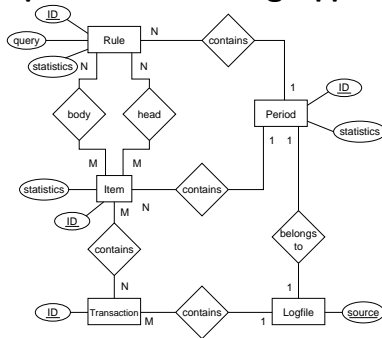 ID
query
Rule
N
contains
statistics
N
N
ID
1
body
head
Period
statistics
1
1
M
M
statistics
Item
contains
N
M
ID
contains
belongs
to
N
1
ID
Transaction
contains
Logfile
source
M
1